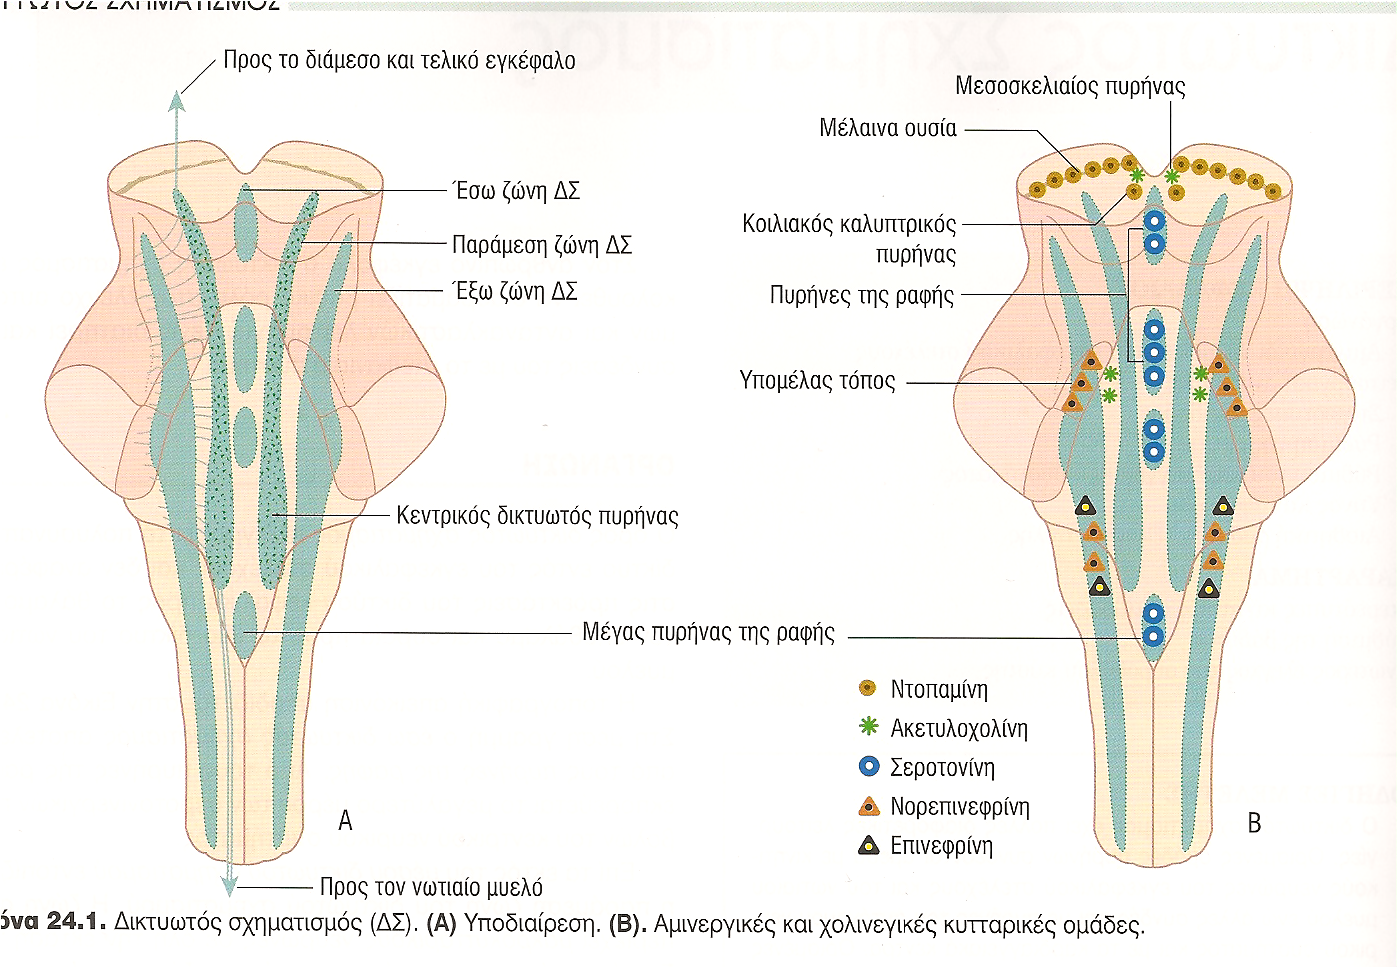 Προς το διάμεσο και τελικό εγκέφαλο
Έσω ζώνη ΔΣ
Παράμεση ζώνη ΔΣ
Έξω ζώνη ΔΣ
Κεντρικός δικτυωτός πυρήνας
Μέγας πυρήνας της ραφής
Α
Προς τον νωτιαίο μυελό
Μεσοσκελιαίος πυρήνας
Μέλαινα ουσία
Κοιλιακός καλυπτρικός
πυρήνας
Πυρήνες της ραφής
Υπομέλας τόπος
Ντοπαμίνη
Ακετυλοχολίνη
Σεροτονίνη
Νορεπινεφρίνη
Επινεφρίνη
Β
όνα 24.1. Δικτυωτός σχηματισμός (ΔΣ). (Α) Υποδιαίρεση. (Β). Αμινεργικές και χολινεγικές κυτταρικές ομάδες.